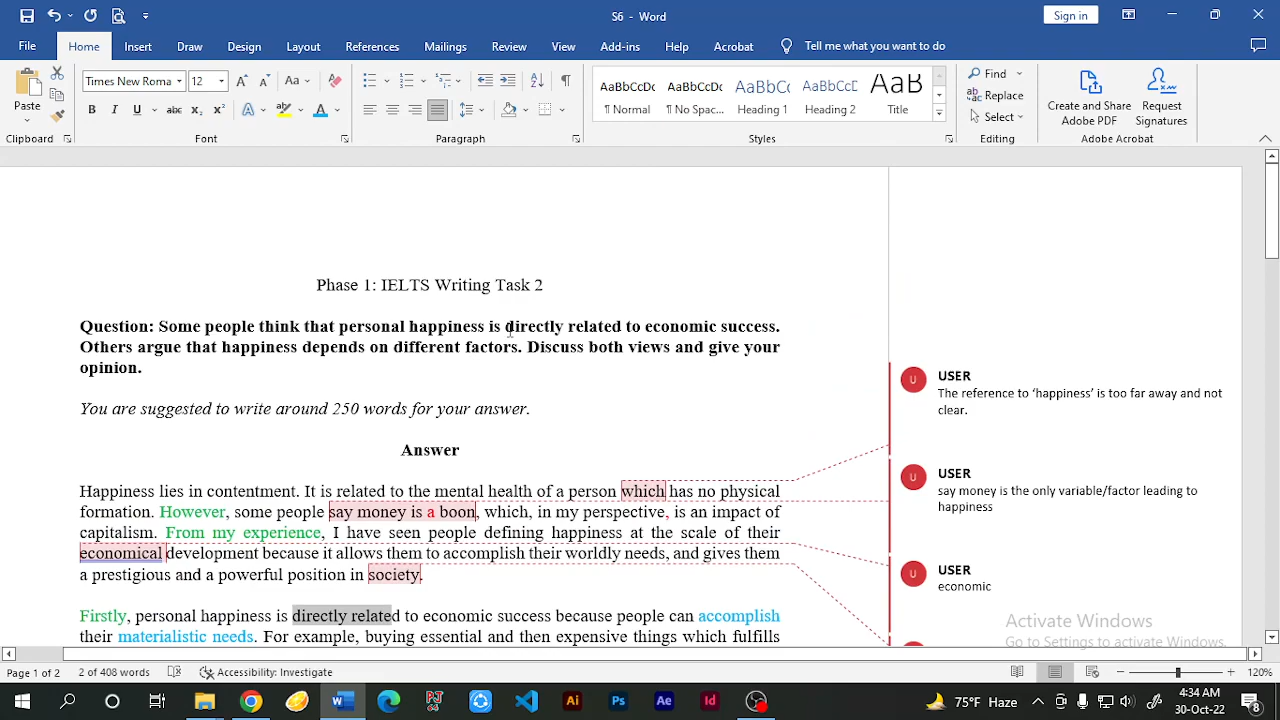 S6 - Word
Sign in
File Home Insert Draw Design Layout References Mailings Review View Add-ins Help Acrobat Tell me what you want to do
Paste
Clipboard
Times New Roma 12
Font
Paragraph
AaBbCcDc AaBbCcDc AaBbC AaBbCcD AaB
¶ Normal ¶ No Spac... Heading 1 Heading 2 Title
Styles
Find
Replace
Select
Editing
Create and Share Adobe PDF
Request Signatures
Adobe Acrobat
Phase 1: IELTS Writing Task 2
Question: Some people think that personal happiness is directly related to economic success.
Others argue that happiness depends on different factors. Discuss both views and give your
opinion.
You are suggested to write around 250 words for your answer.
Answer
Happiness lies in contentment. It is related to the mental health of a person which has no physical
formation. However, some people say money is a boon, which, in my perspective, is an impact of
capitalism. From my experience, I have seen people defining happiness at the scale of their
economical development because it allows them to accomplish their worldly needs, and gives them
a prestigious and a powerful position in society.
Firstly, personal happiness is directly related to economic success because people can accomplish
their materialistic needs. For example, buying essential and then expensive things which fulfills
USER
The reference to ‘happiness’ is too far away and not
clear.
USER
say money is the only variable/factor leading to
happiness
USER
economic
Activate Windows
Go to Settings to activate Windows.
Page 1 of 2 2 of 408 words Accessibility: Investigate 120%
75°F Haze
4:34 AM
30-Oct-22
8